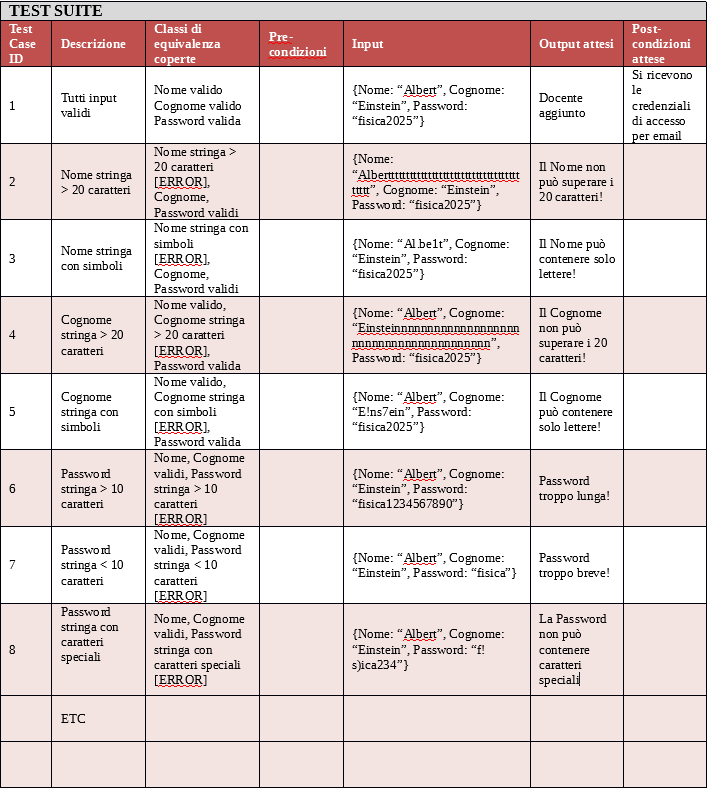 TEST SUITE
Test Case ID
Descrizione
Classi di equivalenza coperte
Pre-condizioni
Input
Output attesi
Post-condizioni attese
1
Tutti input
validi
Nome valido
Cognome valido
Password valida
{Nome: “Albert”, Cognome:
“Einstein”, Password:
“fisica2025”}
Docente
aggiunto
Si ricevono
le
credenziali
di accesso
per email
2
Nome stringa
> 20 caratteri
Nome stringa >
20 caratteri
[ERROR],
Cognome,
Password validi
{Nome:
“Alberttttttttttttttttttttttttttttttttttttttt
ttttt”, Cognome: “Einstein”,
Password: “fisica2025”}
Il Nome non
può superare i
20 caratteri!
3
Nome stringa
con simboli
Nome stringa con
simboli
[ERROR],
Cognome,
Password validi
{Nome: “Al.be1t”, Cognome:
“Einstein”, Password:
“fisica2025”}
Il Nome può
contenere solo
lettere!
4
Cognome
stringa > 20
caratteri
Nome valido,
Cognome stringa
> 20 caratteri
[ERROR],
Password valida
{Nome: “Albert”, Cognome:
“Einsteinnnnnnnnnnnnnnnnnnn
nnnnnnnnnnnnnnnnnnnnn”,
Password: “fisica2025”}
Il Cognome
non può
superare i 20
caratteri!
5
Cognome
stringa con
simboli
Nome valido,
Cognome stringa
con simboli
[ERROR],
Password valida
{Nome: “Albert”, Cognome:
“E!ns7ein”, Password:
“fisica2025”}
Il Cognome
può contenere
solo lettere!
6
Password
stringa > 10
caratteri
Nome, Cognome
validi, Password
stringa > 10
caratteri
[ERROR]
{Nome: “Albert”, Cognome:
“Einstein”, Password:
“fisica1234567890”}
Password
troppo lunga!
7
Password
stringa < 10
caratteri
Nome, Cognome
validi, Password
stringa < 10
caratteri
[ERROR]
{Nome: “Albert”, Cognome:
“Einstein”, Password: “fisica”}
Password
troppo breve!
8
Password
stringa con
caratteri
speciali
Nome, Cognome
validi, Password
stringa con
caratteri speciali
[ERROR]
{Nome: “Albert”, Cognome:
“Einstein”, Password: “f!
s)ica234”}
La Password
non può
contenere
caratteri
speciali
ETC